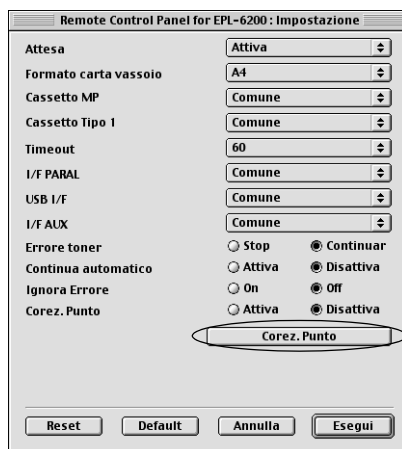 Remote Control Panel for EPL-6200 : Impostazione
Attesa Attiva
Formato carta vassoio A4
Cassetto MP Comune
Cassetto Tipo 1 Comune
Timeout 60
I/F PARAL Comune
USB I/F Comune
I/F AUX Comune
Errore toner Stop Continuar
Continua automatico Attiva Disattiva
Ignora Errore On Off
Corez. Punto Attiva Disattiva
Corez. Punto
Reset Default Annulla Esegui